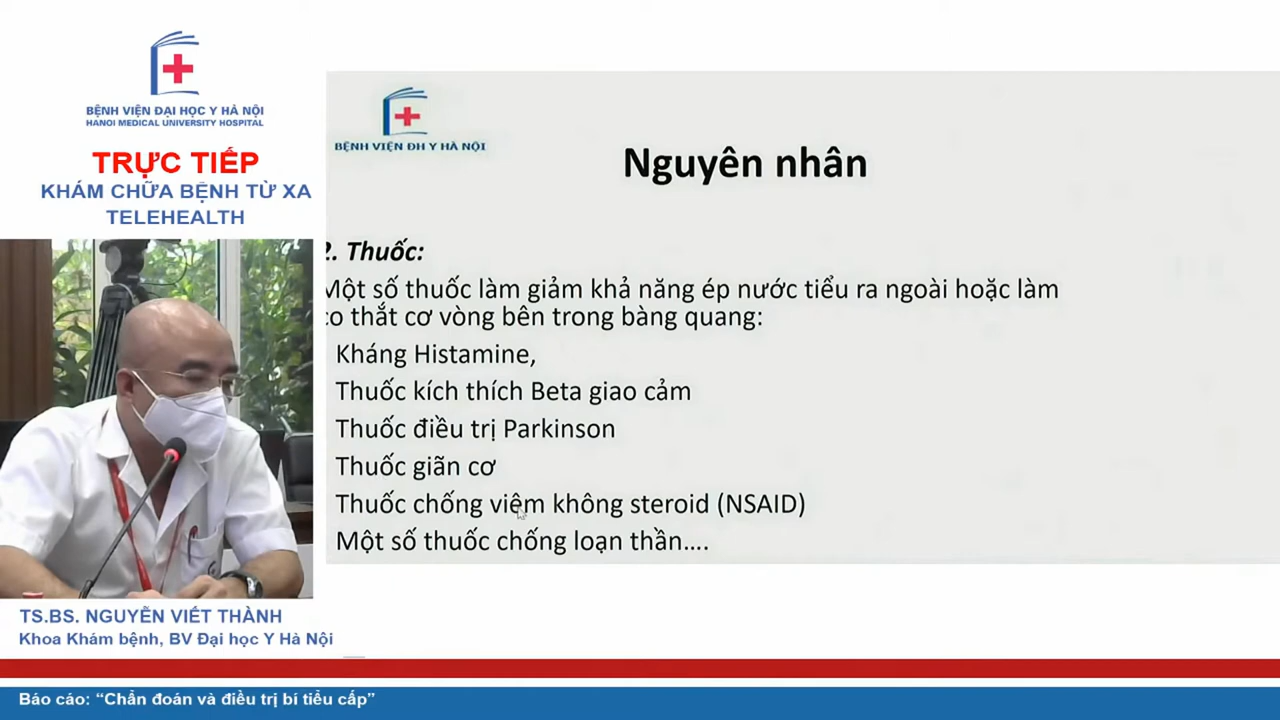 BỆNH VIỆN ĐẠI HỌC Y HÀ NỘI
HANOI MEDICAL UNIVERSITY HOSPITAL
TRỰC TIẾP
KHÁM CHỮA BỆNH TỪ XA
TELEHEALTH
BỆNH VIỆN ĐH Y HÀ NỘI
Nguyên nhân
2. Thuốc:
Một số thuốc làm giảm khả năng ép nước tiểu ra ngoài hoặc làm
co thắt cơ vòng bên trong bàng quang:
Kháng Histamine,
Thuốc kích thích Beta giao cảm
Thuốc điều trị Parkinson
Thuốc giãn cơ
Thuốc chống viêm không steroid (NSAID)
Một số thuốc chống loạn thần....
TS.BS. NGUYỄN VIẾT THÀNH
Khoa Khám bệnh, BV Đại học Y Hà Nội
Báo cáo: “Chẩn đoán và điều trị bí tiểu cấp”